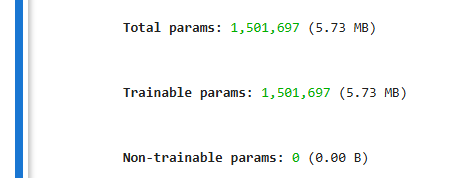 Total params: 1,501,697 (5.73 MB)
Trainable params: 1,501,697 (5.73 MB)
Non-trainable params: 0 (0.00 B)